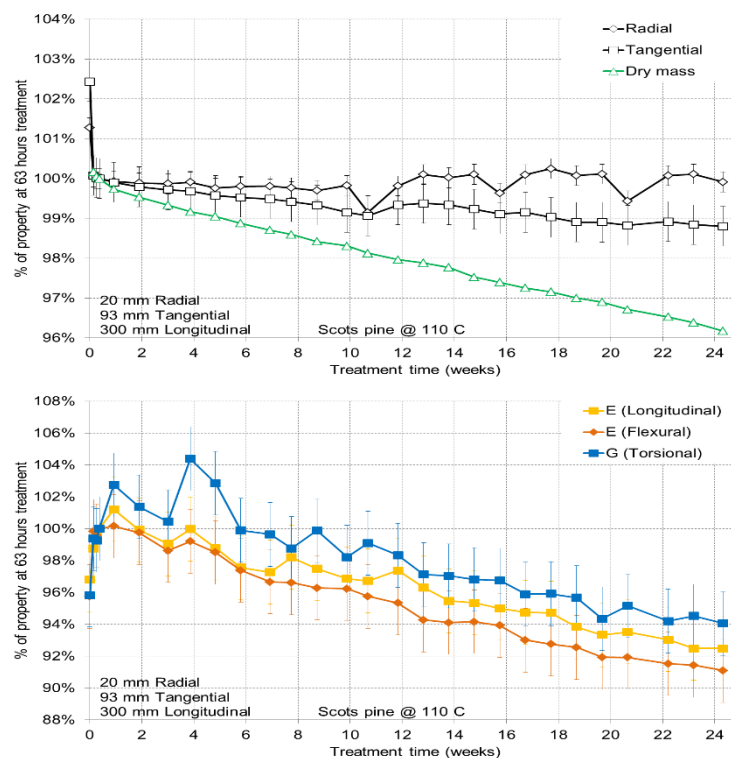 104%
Radial
Tangential
Dry mass
103%
102%
101%
100%
99%
98%
97%
96%
% of property at 63 hours treatment
20 mm Radial
93 mm Tangential
300 mm Longitudinal
Scots pine @ 110 C
0 2 4 6 8 10 12 14 16 18 20 22 24
Treatment time (weeks)
108%
E (Longitudinal)
E (Flexural)
G (Torsional)
106%
104%
102%
100%
98%
96%
94%
92%
90%
88%
% of property at 63 hours treatment
20 mm Radial
93 mm Tangential
300 mm Longitudinal
Scots pine @ 110 C
0 2 4 6 8 10 12 14 16 18 20 22 24
Treatment time (weeks)